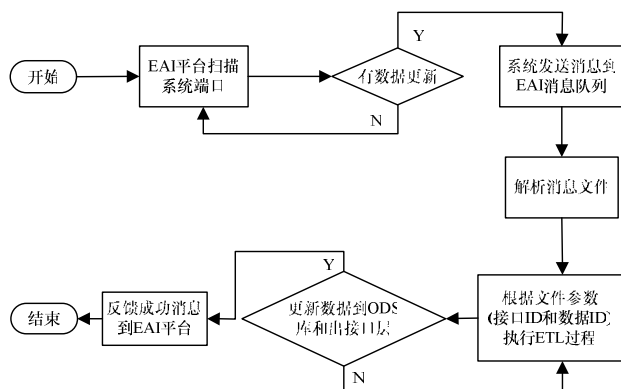 开始
EAI平台扫描
系统端口
有数据更新
Y
N
系统发送消息到
EAI消息队列
解析消息文件
根据文件参数
(接口ID和数据ID)
执行ETL过程
更新数据到ODS
库和出接口层
Y
N
反馈成功消息
到EAI平台
结束